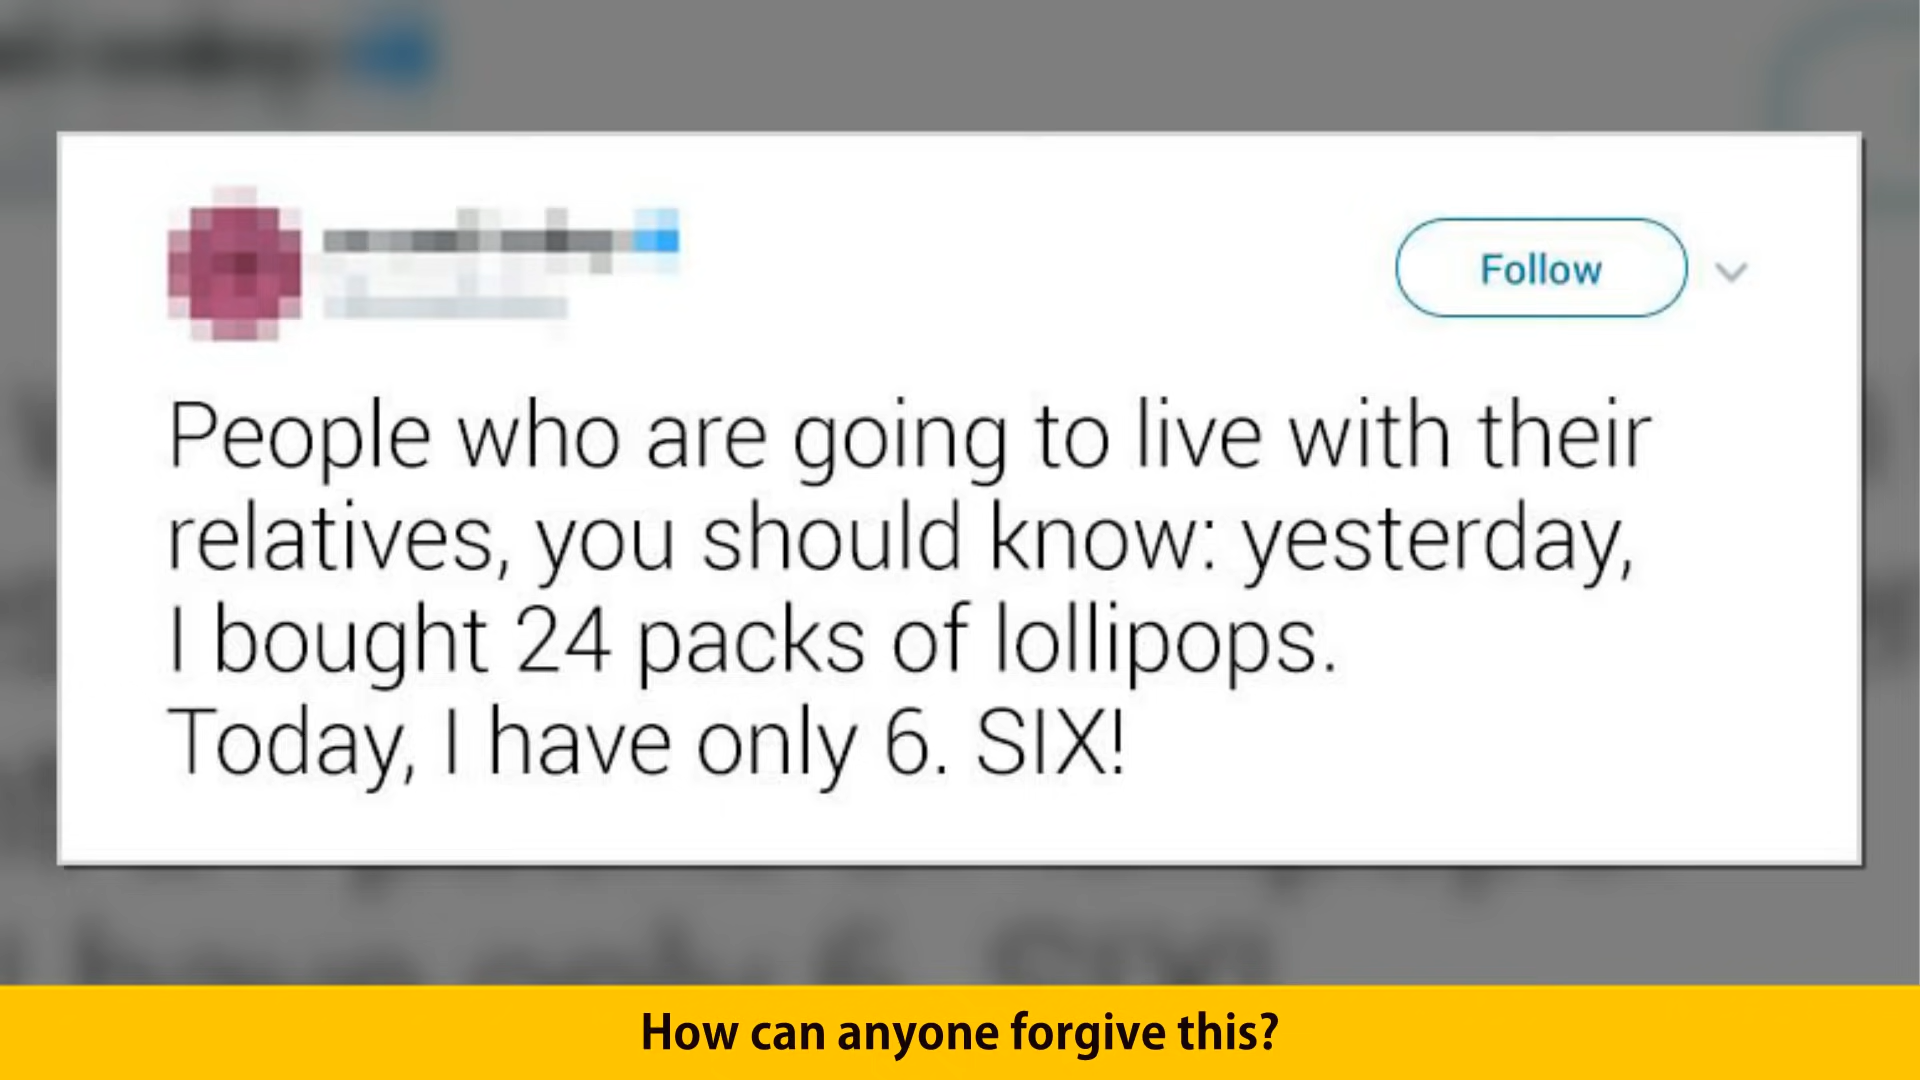 Follow
People who are going to live with their
relatives, you should know: yesterday,
I bought 24 packs of lollipops.
Today, I have only 6. SIX!
How can anyone forgive this?